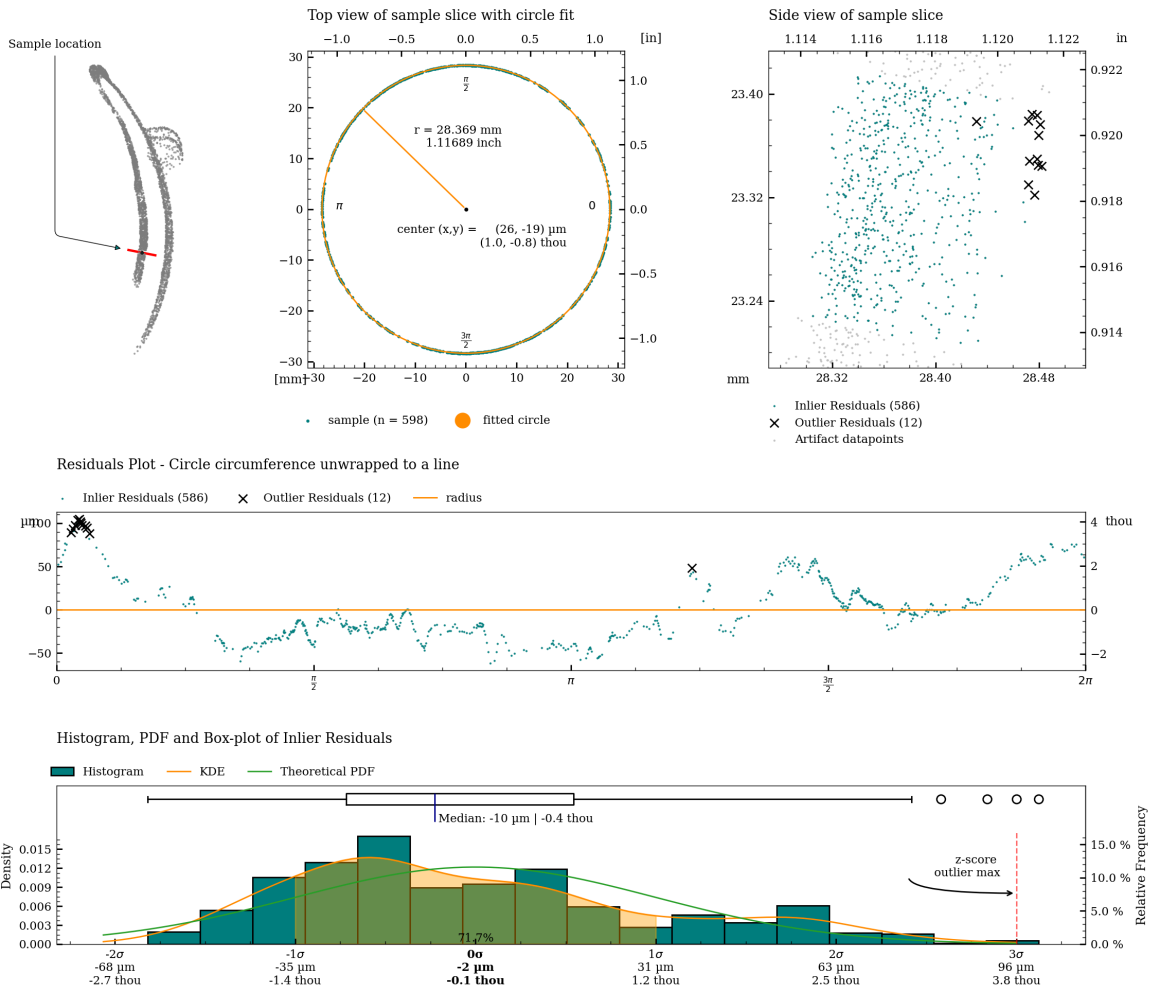 Top view of sample slice with circle fit
Side view of sample slice
Sample location
−1.0 −0.5 0.0 0.5 1.0 [in]
1.114 1.116 1.118 1.120 1.122 in
30
20
10
0
−10
−20
−30
1.0
0.5
0.0
−0.5
−1.0
π/2
r = 28.369 mm
1.11689 inch
π
0
center (x,y) = (26, -19) µm
(1.0, -0.8) thou
3π/2
[mm] −30 −20 −10 0 10 20 30
23.40
23.32
23.24
0.922
0.920
0.918
0.916
0.914
mm 28.32 28.40 28.48
sample (n = 598) fitted circle
Inlier Residuals (586)
Outlier Residuals (12)
Artifact datapoints
Residuals Plot - Circle circumference unwrapped to a line
Inlier Residuals (586) Outlier Residuals (12) radius
µm
100
50
0
−50
4 thou
2
0
−2
0 π/2 π 3π/2 2π
Histogram, PDF and Box-plot of Inlier Residuals
Histogram KDE Theoretical PDF
Median: -10 µm | -0.4 thou
Density
0.015
0.012
0.009
0.006
0.003
0.000
z-score
outlier max
71.7%
15.0 %
10.0 %
5.0 %
0.0 %
Relative Frequency
-2σ -1σ 0σ 1σ 2σ 3σ
-68 µm -35 µm -2 µm 31 µm 63 µm 96 µm
-2.7 thou -1.4 thou -0.1 thou 1.2 thou 2.5 thou 3.8 thou